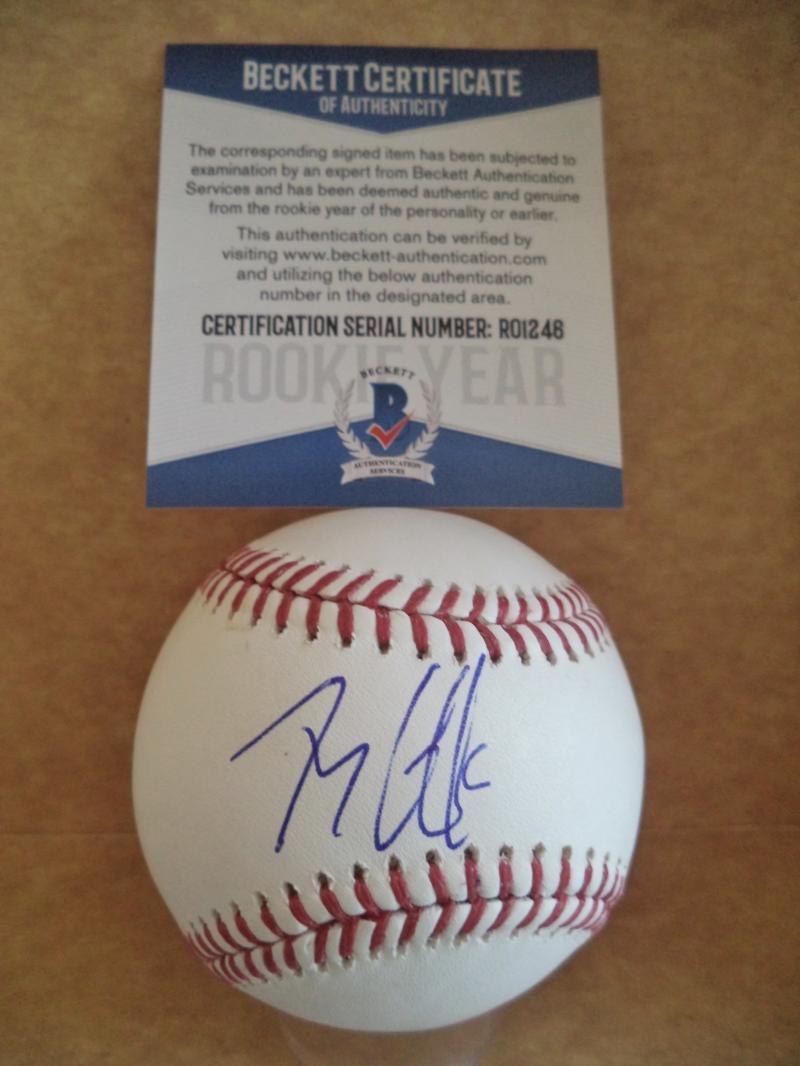 BECKETT CERTIFICATE
OF AUTHENTICITY
The corresponding signed item has been subjected to
examination by an expert from Beckett Authentication
Services and has been deemed authentic and genuine
from the rookie year of the personality or earlier.
This authentication can be verified by
visiting www.beckett-authentication.com
and utilizing the below authentication
number in the designated area.
CERTIFICATION SERIAL NUMBER: R01246
ROOKIE YEAR
BECKETT
B
AUTHENTICATION
SERVICES